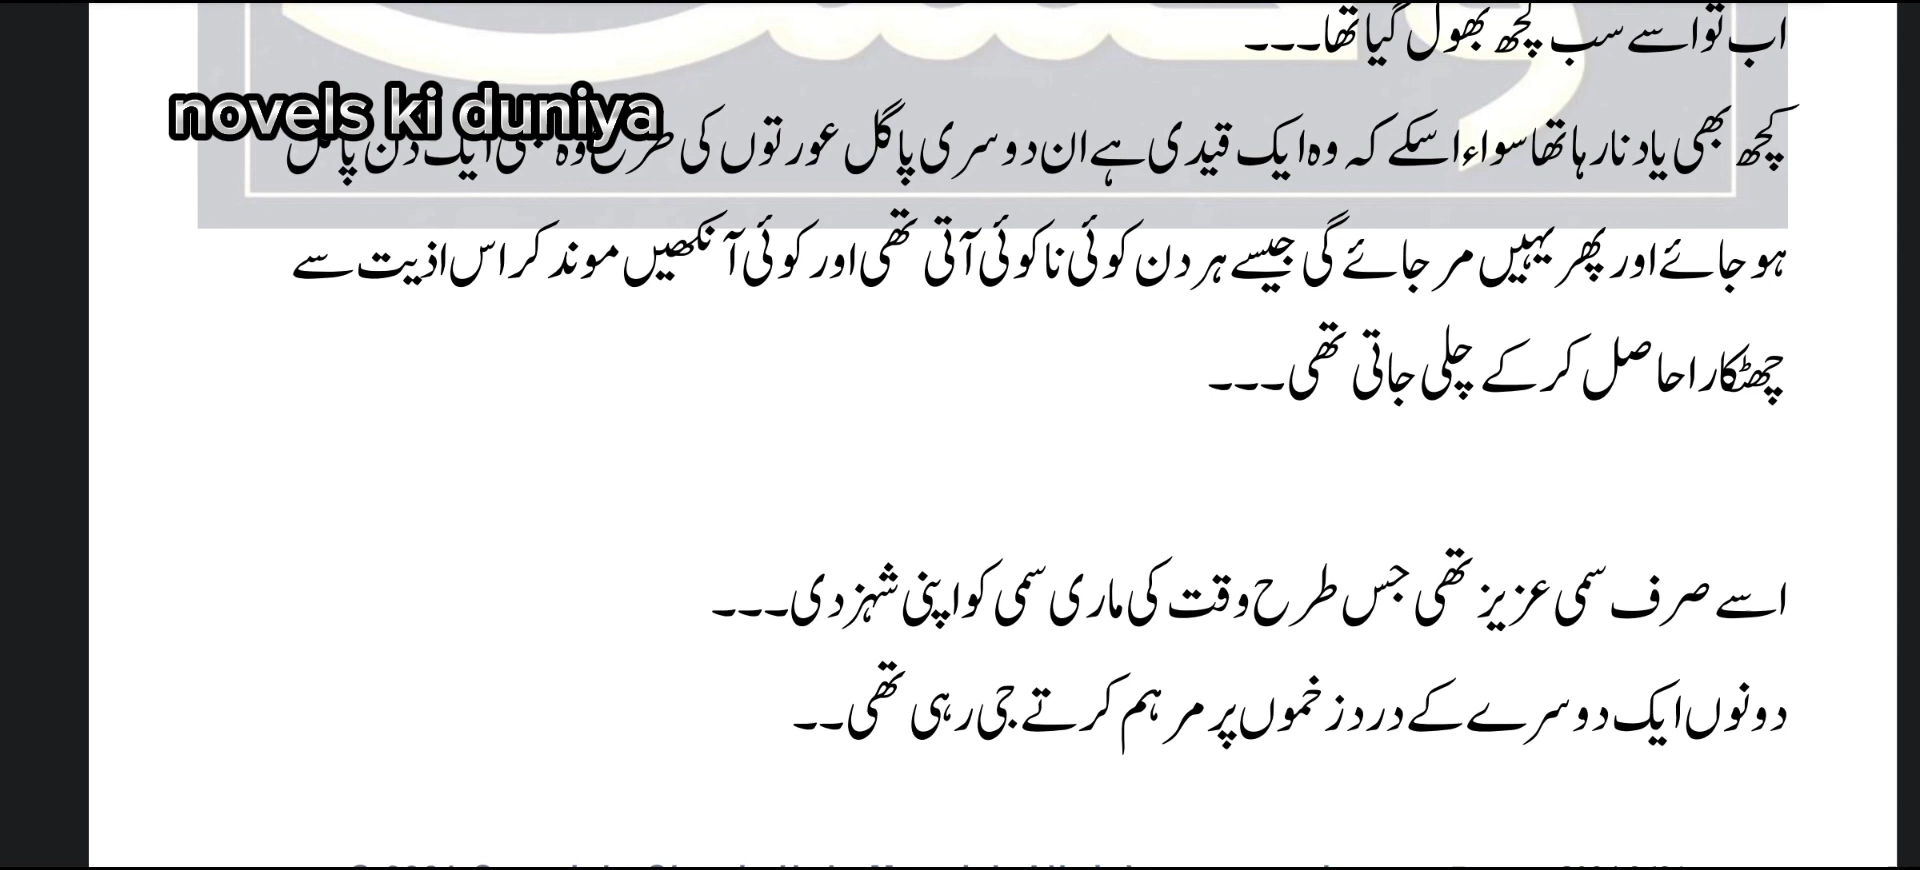 اب تو اسے سب کچھ بھول گیا تھا۔۔۔
novels ki duniya
کچھ بھی یاد نا رہا تھا سواء اسکے کہ وہ ایک قیدی ہے ان دوسری پاگل عورتوں کی طرح وہ بھی ایک دن پاگل
ہو جائے اور پھر یہیں مر جائے گی جیسے ہر دن کوئی نا کوئی آتی تھی اور کوئی آنکھیں موند کر اس اذیت سے
چھٹکارا حاصل کر کے چلی جاتی تھی۔۔۔
اسے صرف سمی عزیز تھی جس طرح وقت کی ماری سمی کو اپنی شہزدی۔۔۔
دونوں ایک دوسرے کے درد زخموں پر مرہم کرتے جی رہی تھی۔۔